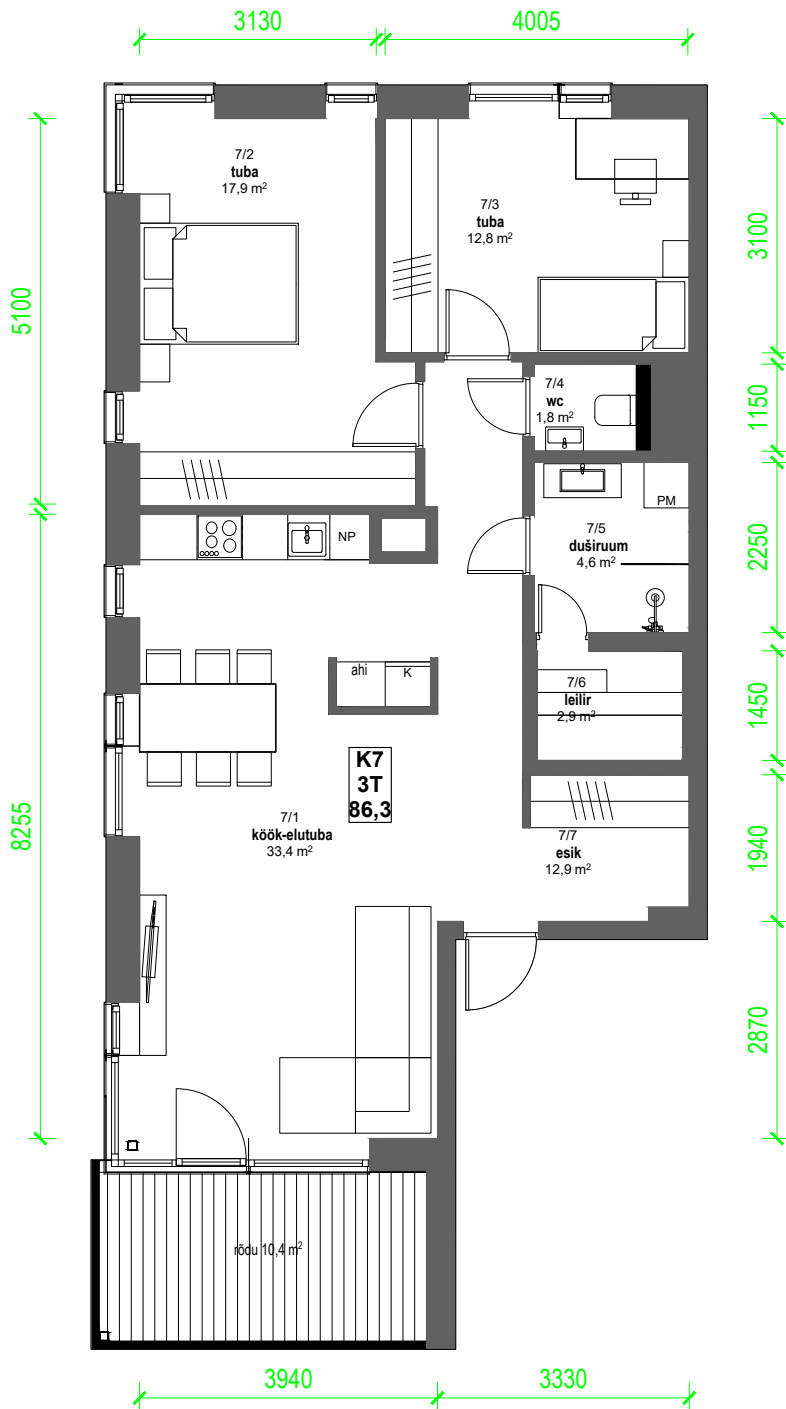 3130
4005
7/2
tuba
17,9 m²
7/3
tuba
12,8 m²
5100
3100
7/4
wc
1,8 m²
1150
PM
7/5
duširuum
4,6 m²
2250
NP
ahi
K
7/6
leilir
2,9 m²
1450
K7
3T
86,3
7/1
köök-elutuba
33,4 m²
8255
7/7
esik
12,9 m²
1940
2870
rõdu 10,4 m²
3940
3330